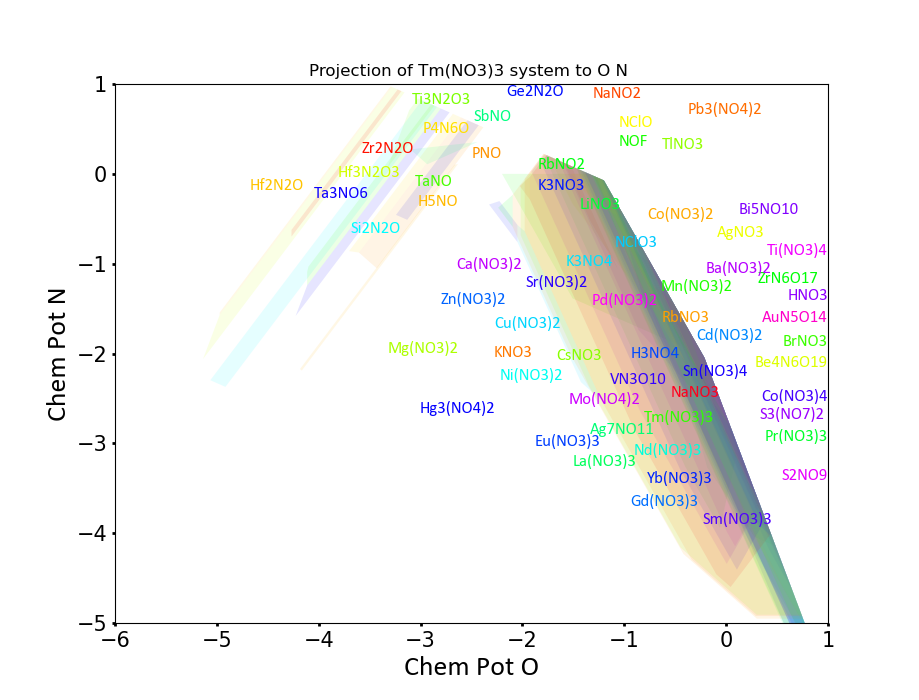 Projection of Tm(NO3)3 system to O N
1
Ge2N2O
NaNO2
Ti3N2O3
Pb3(NO4)2
SbNO
NClO
P4N6O
NOF
TlNO3
Zr2N2O
PNO
RbNO2
0
Hf3N2O3
TaNO
K3NO3
Hf2N2O
Ta3NO6
H5NO
LiNO3
Bi5NO10
Co(NO3)2
Si2N2O
AgNO3
NClO3
Ti(NO3)4
−1
Ca(NO3)2
K3NO4
Ba(NO3)2
ZrN6O17
Sr(NO3)2
Mn(NO3)2
HNO3
Zn(NO3)2
Pd(NO3)2
RbNO3
AuN5O14
Cu(NO3)2
Cd(NO3)2
BrNO3
−2
Mg(NO3)2
KNO3
CsNO3
H3NO4
Be4N6O19
Ni(NO3)2
VN3O10
Sn(NO3)4
NaNO3
Co(NO3)4
Hg3(NO4)2
Mo(NO4)2
Tm(NO3)3
S3(NO7)2
Ag7NO11
Pr(NO3)3
−3
Eu(NO3)3
Nd(NO3)3
La(NO3)3
Yb(NO3)3
S2NO9
Gd(NO3)3
Sm(NO3)3
−4
−5
−6 −5 −4 −3 −2 −1 0 1
Chem Pot O
Chem Pot N